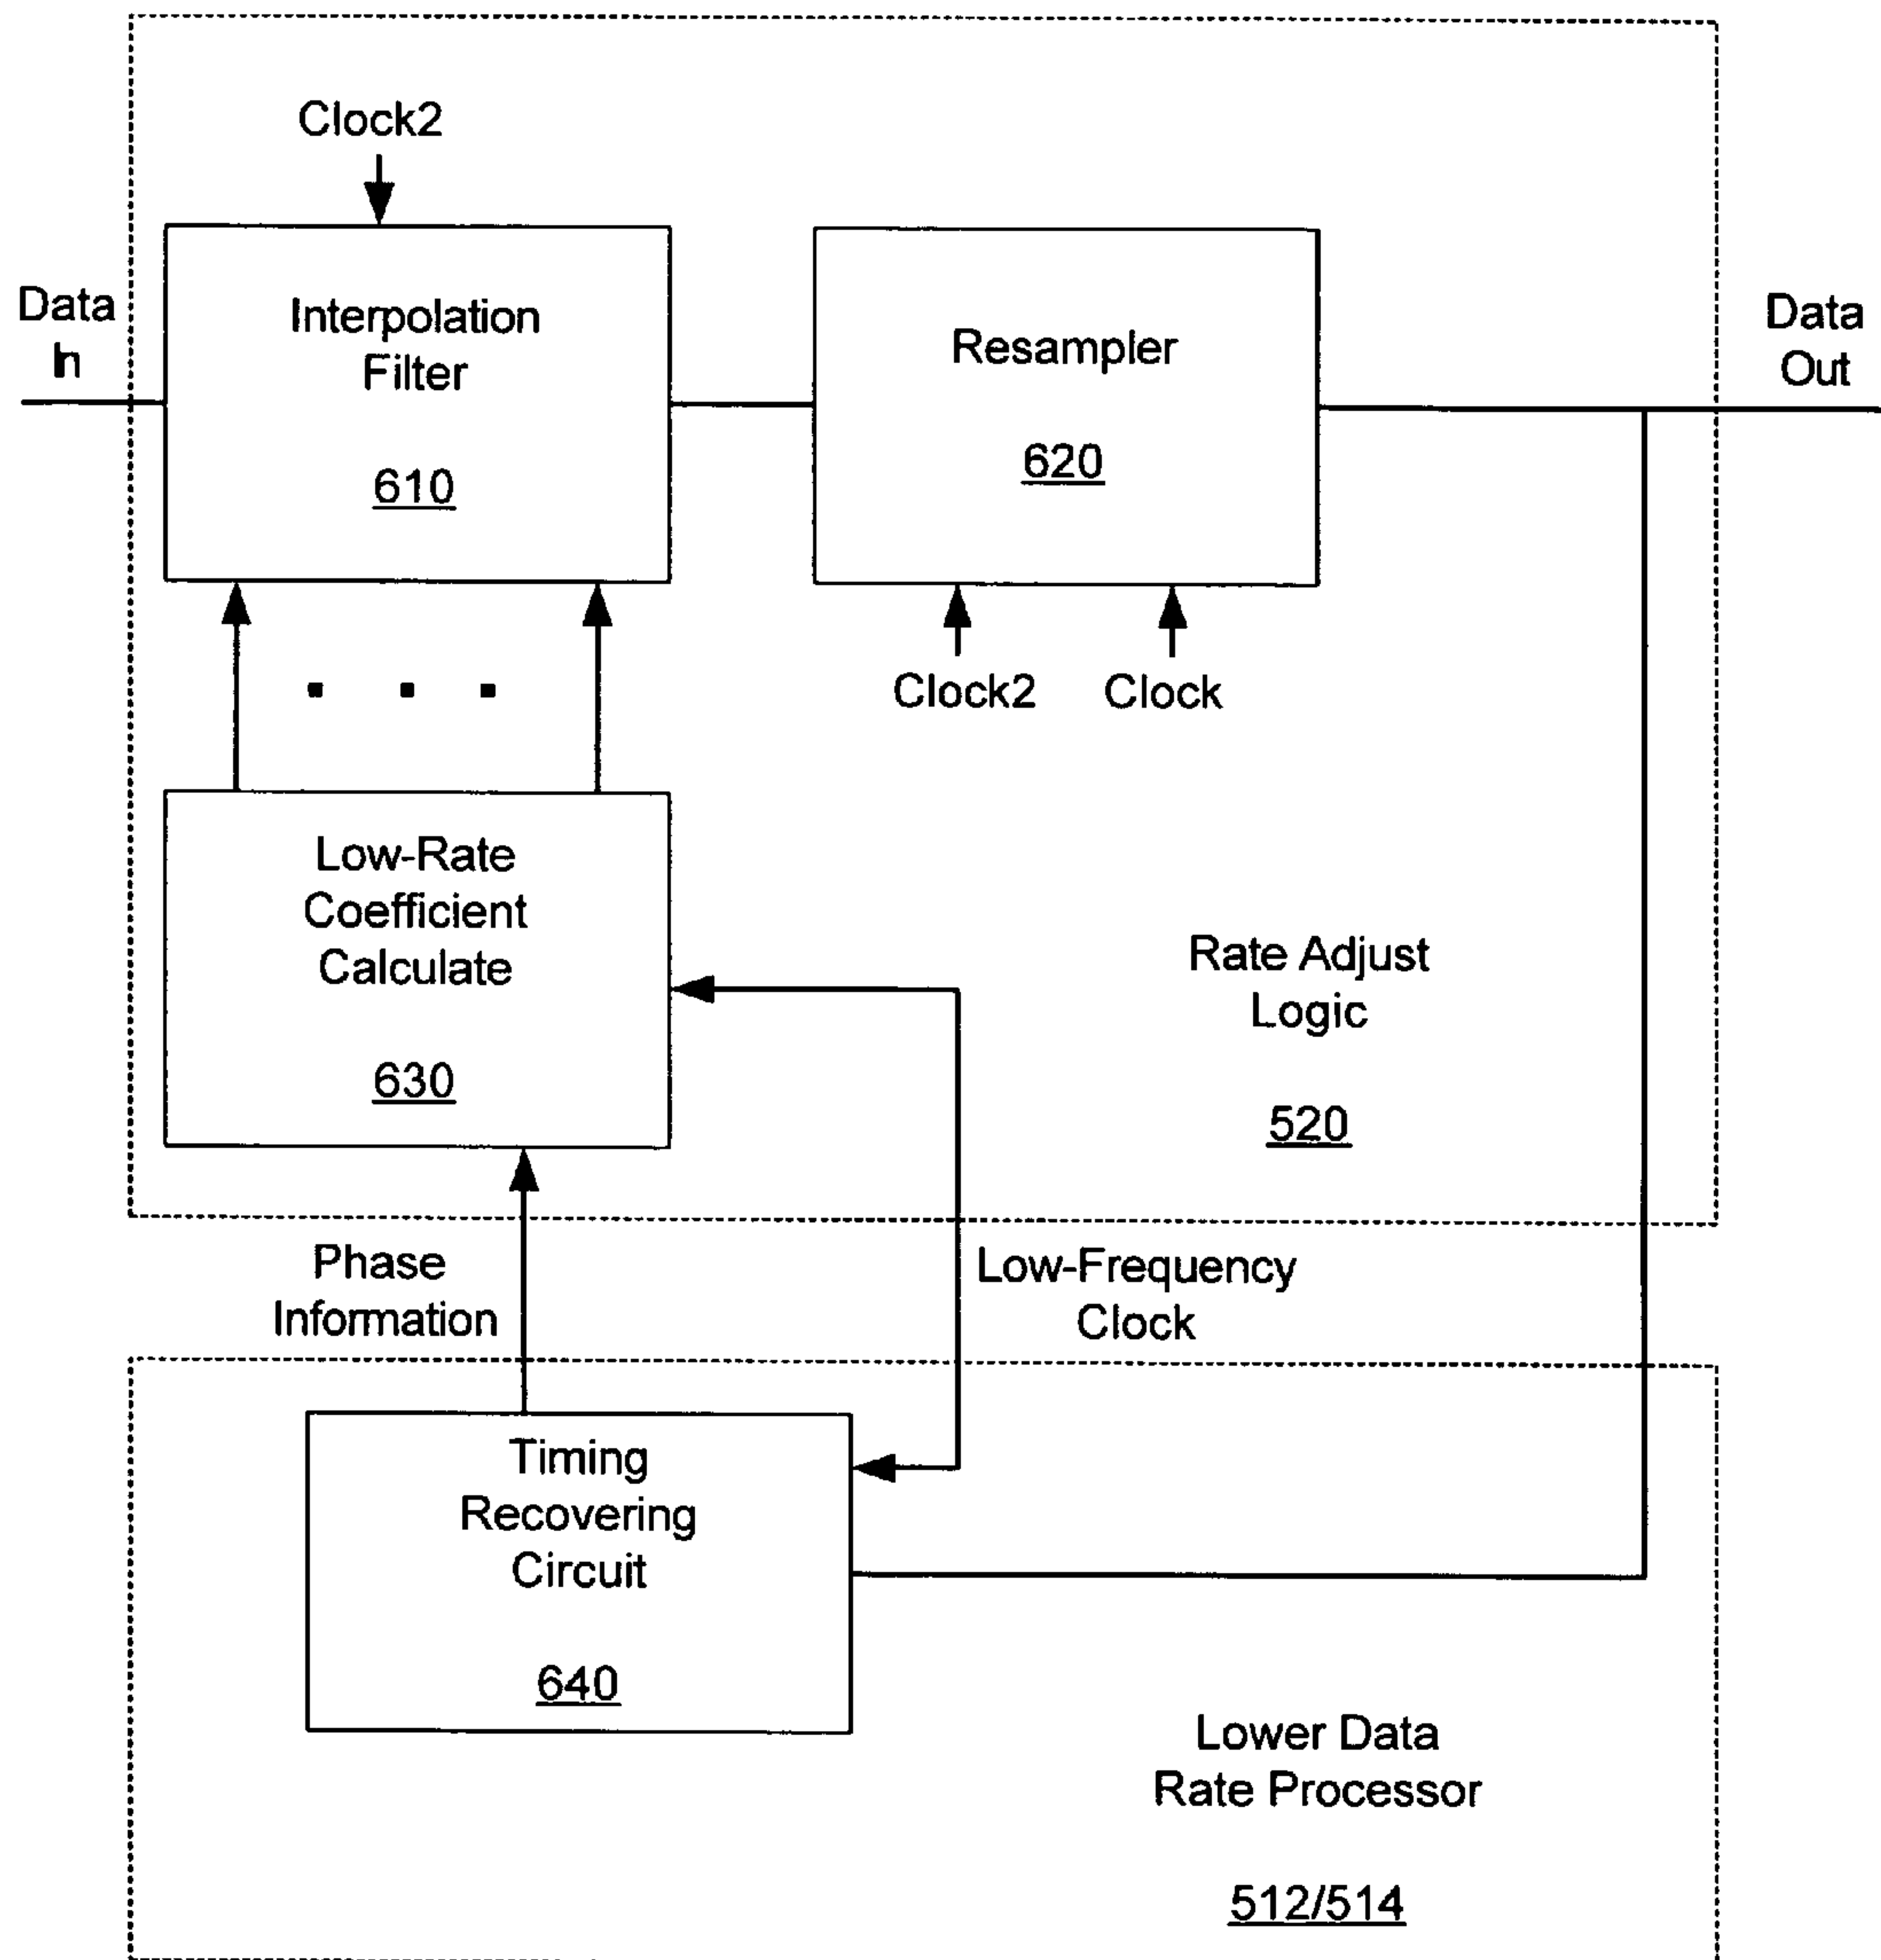 Clock2
Data
In
Interpolation
Filter
610
Resampler
620
Data
Out
Clock2
Clock
Low-Rate
Coefficient
Calculate
630
Rate Adjust
Logic
520
Phase
Information
Low-Frequency
Clock
Timing
Recovering
Circuit
640
Lower Data
Rate Processor
512/514